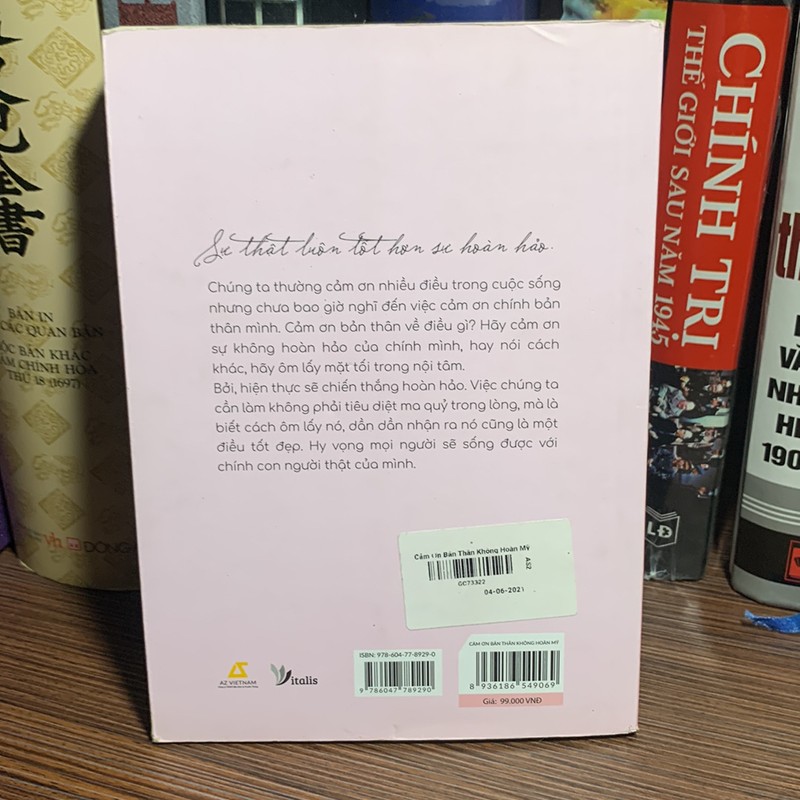 Sự thật luôn tốt hơn sự hoàn hảo.
Chúng ta thường cảm ơn nhiều điều trong cuộc sống
nhưng chưa bao giờ nghĩ đến việc cảm ơn chính bản
thân mình. Cảm ơn bản thân về điều gì? Hãy cảm ơn
sự không hoàn hảo của chính mình, hay nói cách
khác, hãy ôm lấy mặt tối trong nội tâm.
Bởi, hiện thực sẽ chiến thắng hoàn hảo. Việc chúng ta
cần làm không phải tiêu diệt ma quỷ trong lòng, mà là
biết cách ôm lấy nó, dần dần nhận ra nó cũng là một
điều tốt đẹp. Hy vọng mọi người sẽ sống được với
chính con người thật của mình.
Cảm Ơn Bản Thân Không Hoàn Mỹ
GC73322
AS2
04-06-2021
AZ VIETNAM
Vitalis
ISBN: 978-604-77-8929-0
9 786047 789290
CẢM ƠN BẢN THÂN KHÔNG HOÀN MỸ
8 936186 549069
Giá: 99.000 VNĐ
全書
BẢN IN
CÁC QUAN BẢN
THỨ 18 (1697)
CHÍNH TRỊ
THẾ GIỚI SAU NĂM 1945
LĐ